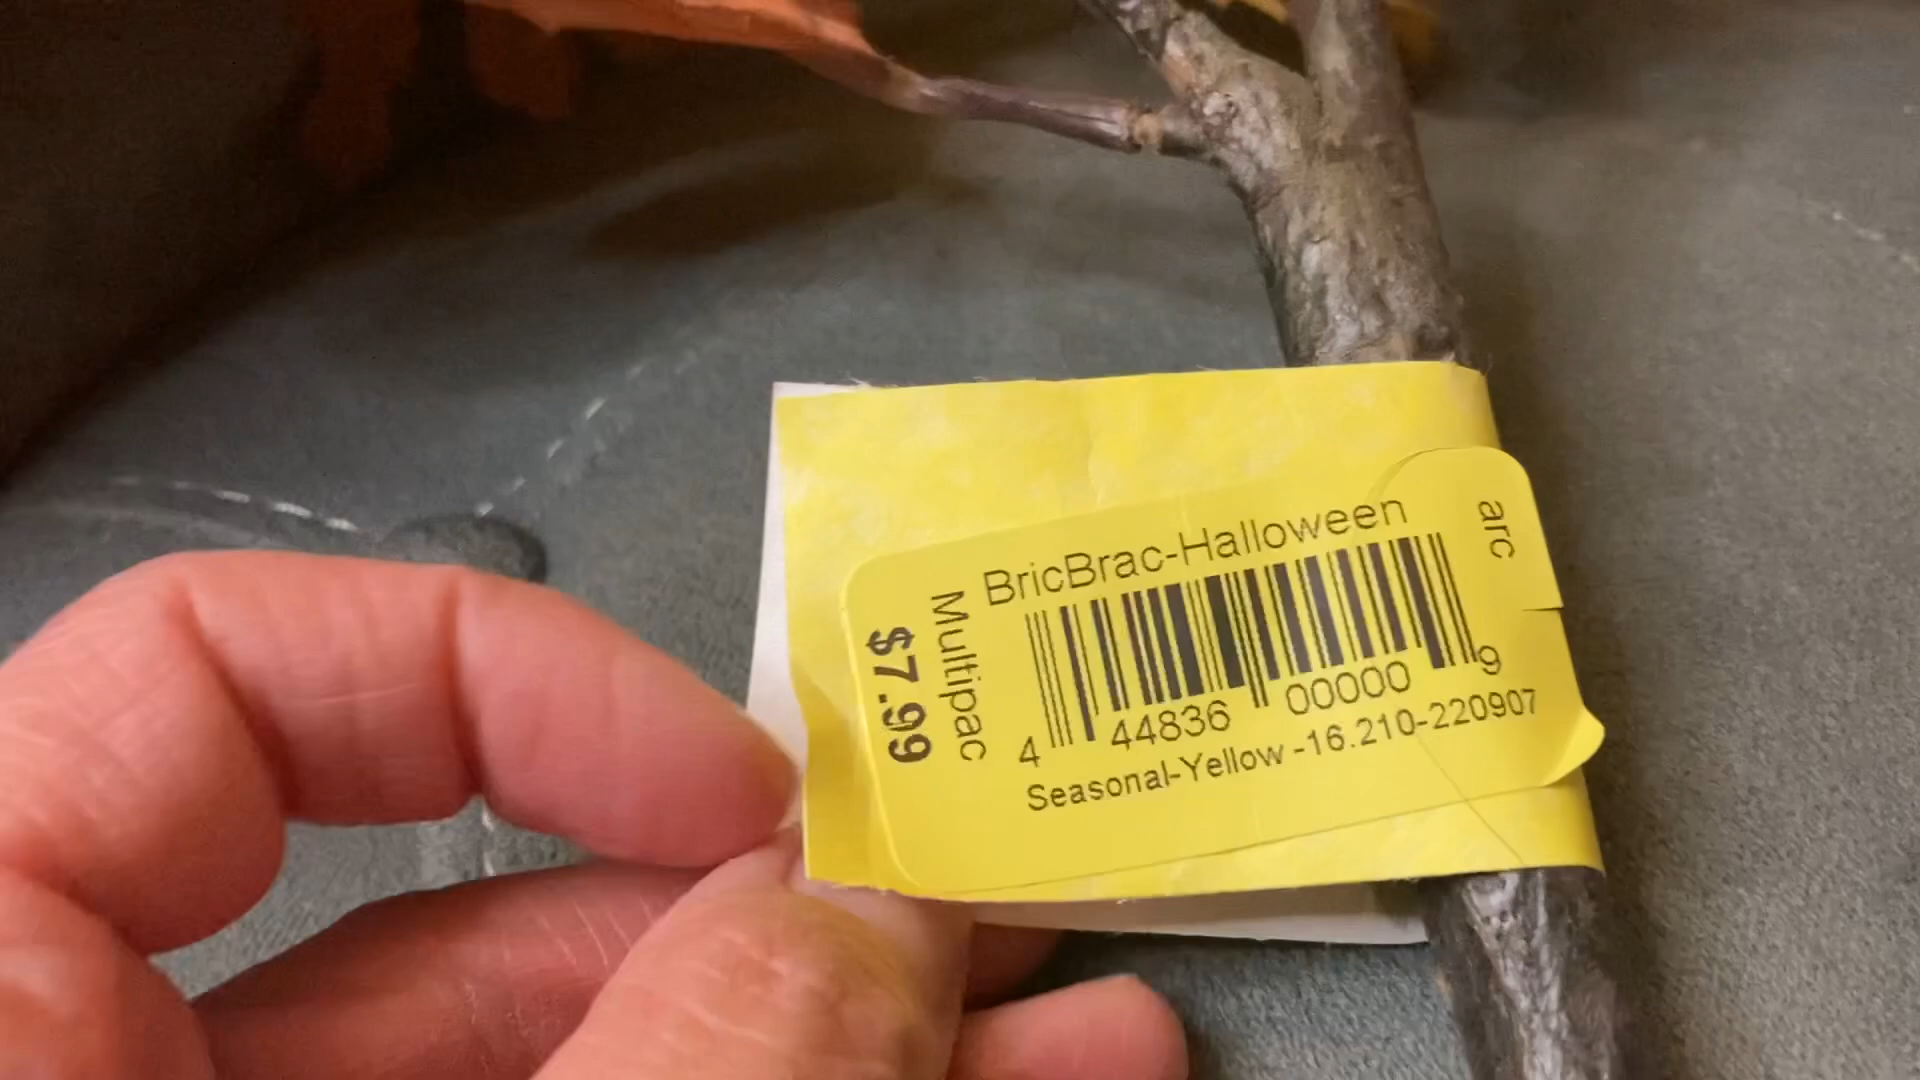 BricBrac-Halloween
arc
Multipac
$7.99
4 44836 00000 9
Seasonal-Yellow -16.210-220907